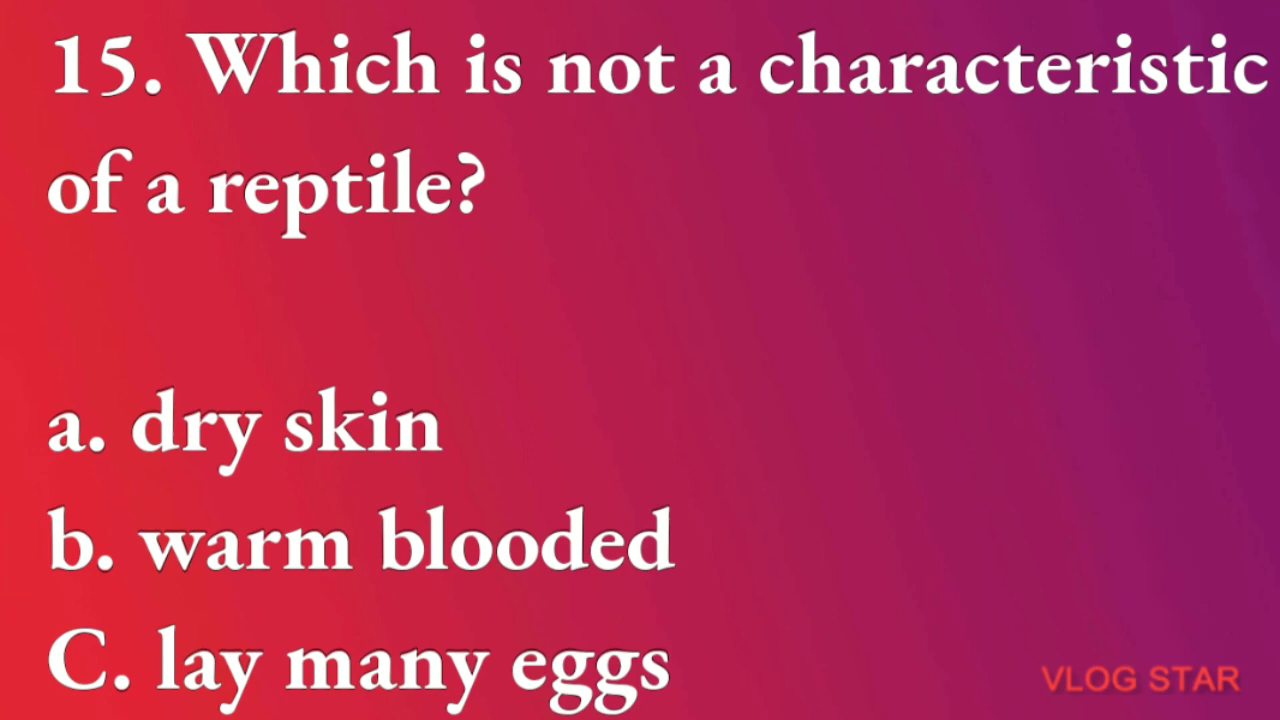 15. Which is not a characteristic
of a reptile?
a. dry skin
b. warm blooded
C. lay many eggs
VLOG STAR